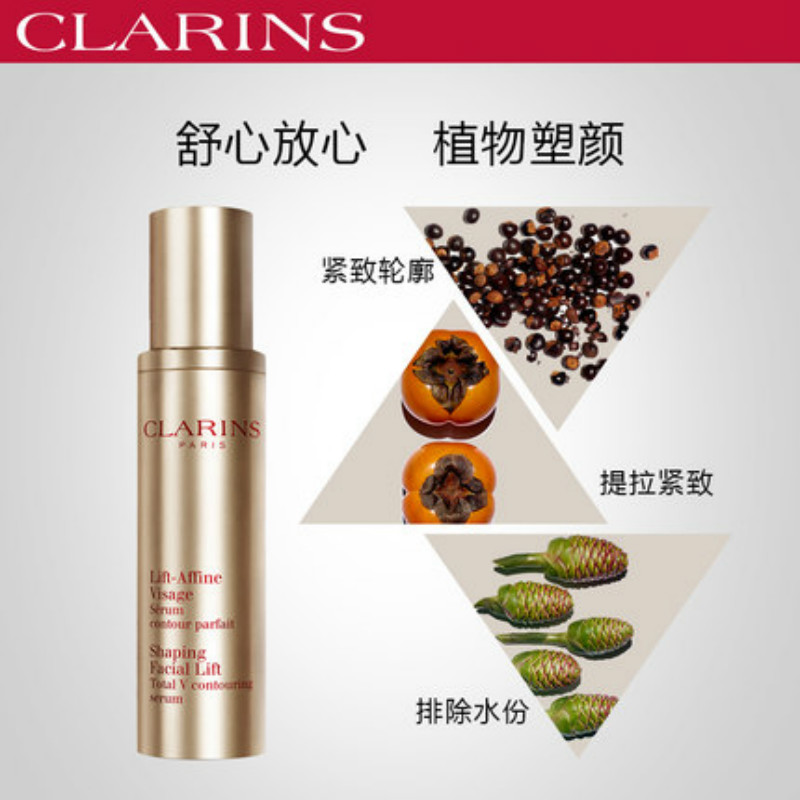 CLARINS
舒心放心 植物塑颜
紧致轮廓
提拉紧致
排除水份
CLARINS
PARIS
Lift-Affine
Visage
Sérum
contour parfait
Shaping
Facial Lift
Total V contouring
serum